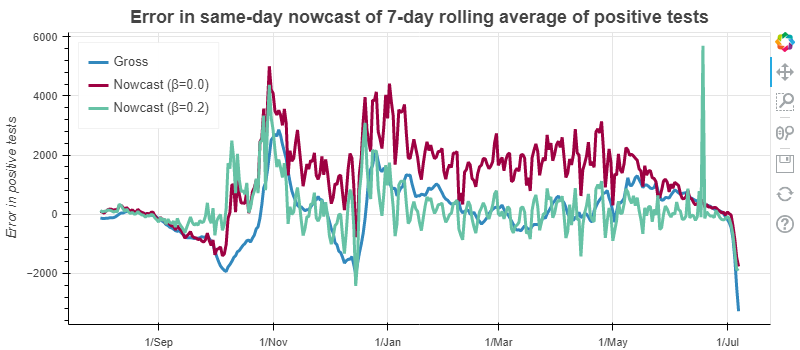 Error in same-day nowcast of 7-day rolling average of positive tests
6000
4000
2000
0
−2000
Error in positive tests
Gross
Nowcast (β=0.0)
Nowcast (β=0.2)
1/Sep
1/Nov
1/Jan
1/Mar
1/May
1/Jul